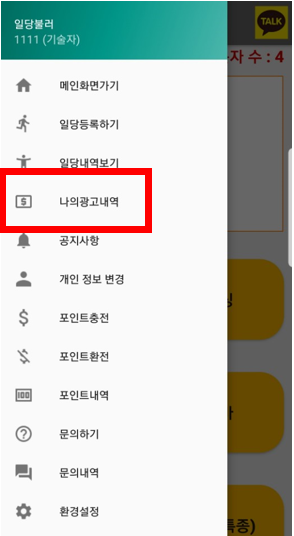 일당불러
1111 (기술자)
TALK
자 수 : 4
메인화면가기
일당등록하기
일당내역보기
나의광고내역
공지사항
개인 정보 변경
포인트충전
포인트환전
포인트내역
문의하기
문의내역
환경설정
특종)